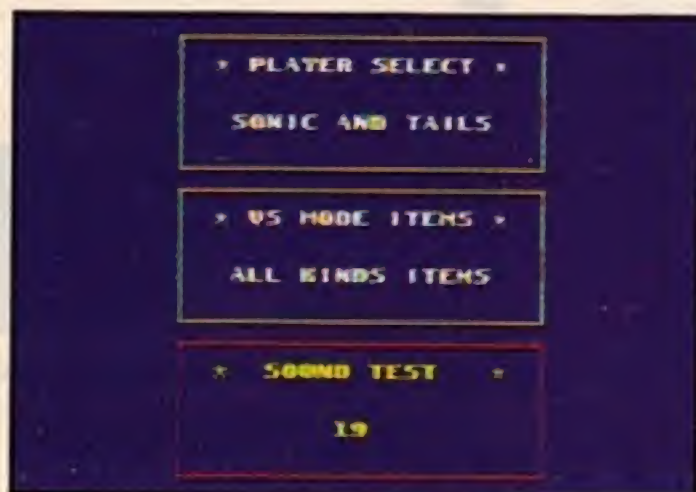 * PLAYER SELECT *
SONIC AND TAILS
* VS MODE ITEMS *
ALL KINDS ITEMS
* SOUND TEST *
19